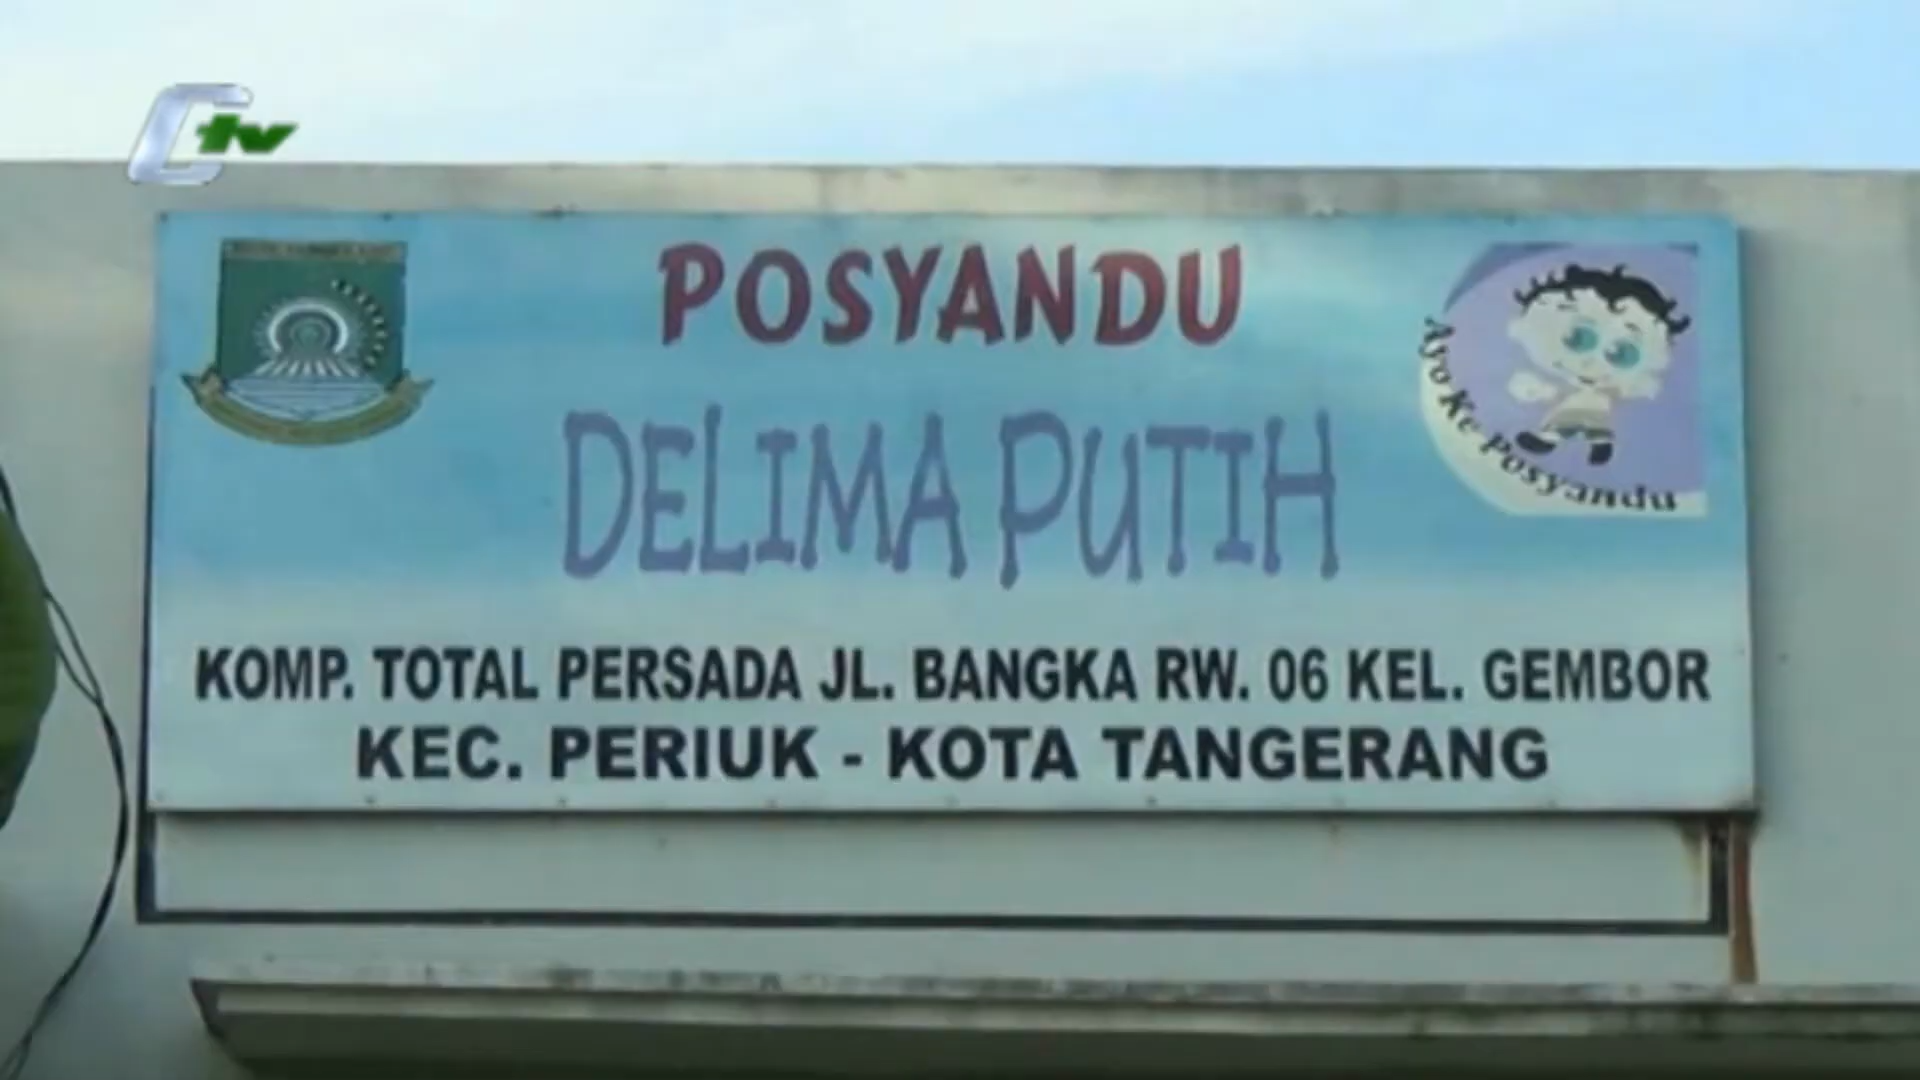 Ctv
POSYANDU
DELIMA PUTIH
Ayo Ke Posyandu
KOMP. TOTAL PERSADA JL. BANGKA RW. 06 KEL. GEMBOR
KEC. PERIUK - KOTA TANGERANG